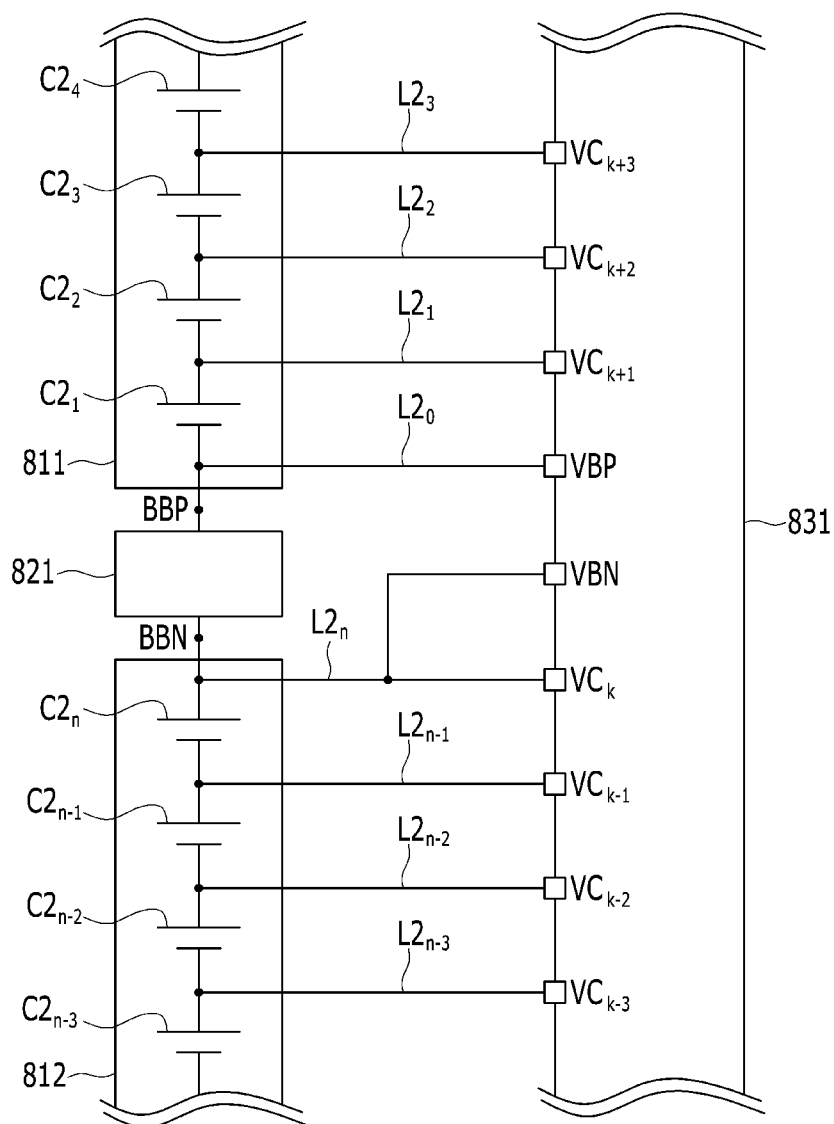 C2₄
L2₃
VCₖ₊₃
C2₃
L2₂
VCₖ₊₂
C2₂
L2₁
VCₖ₊₁
C2₁
L2₀
811
VBP
BBP
831
821
VBN
BBN
L2ₙ
VCₖ
C2ₙ
L2ₙ₋₁
VCₖ₋₁
C2ₙ₋₁
L2ₙ₋₂
VCₖ₋₂
C2ₙ₋₂
L2ₙ₋₃
VCₖ₋₃
C2ₙ₋₃
812